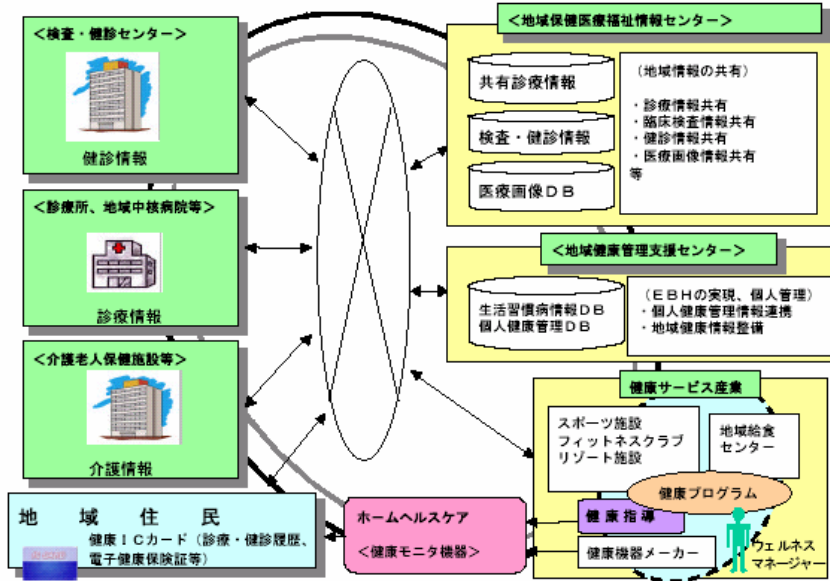 ＜検査・健診センター＞
健診情報
＜診療所、地域中核病院等＞
診療情報
＜介護老人保健施設等＞
介護情報
地　域　住　民
健康ＩＣカード（診療・健診履歴、
電子健康保険証等）
＜地域保健医療福祉情報センター＞
共有診療情報
検査・健診情報
医療画像ＤＢ
（地域情報の共有）
・診療情報共有
・臨床検査情報共有
・健診情報共有
・医療画像情報共有
等
＜地域健康管理支援センター＞
生活習慣病情報ＤＢ
個人健康管理ＤＢ
（ＥＢＨの実現、個人管理）
・個人健康管理情報連携
・地域健康情報整備
健康サービス産業
スポーツ施設
フィットネスクラブ
リゾート施設
地域給食
センター
健康プログラム
健康指導
健康機器メーカー
ウェルネス
マネージャー
ホームヘルスケア
＜健康モニタ機器＞